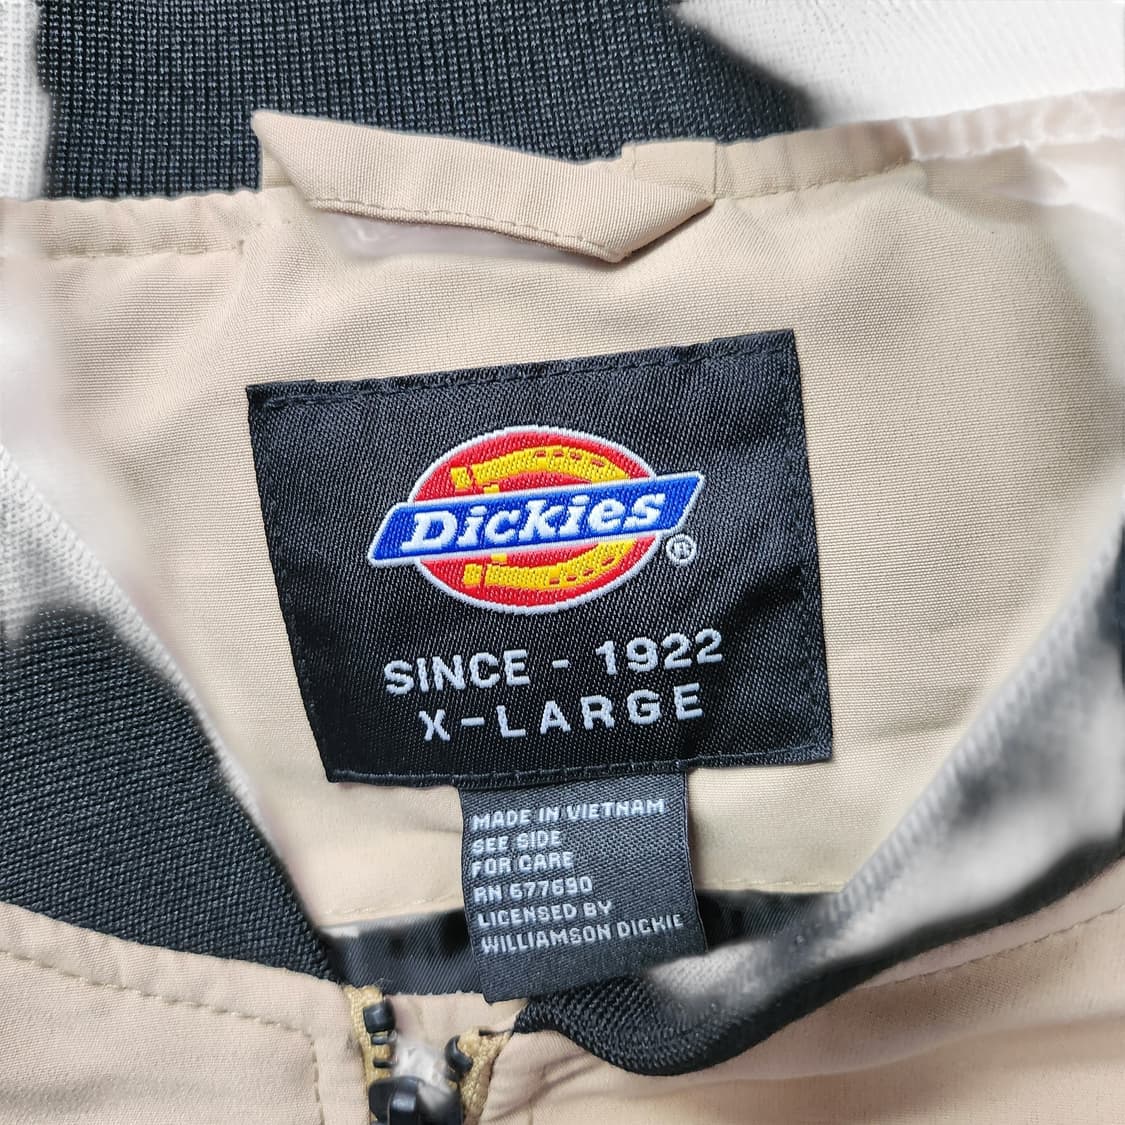 Dickies®
SINCE - 1922
X-LARGE
MADE IN VIETNAM
SEE SIDE
FOR CARE
RN 677690
LICENSED BY
WILLIAMSON DICKIE